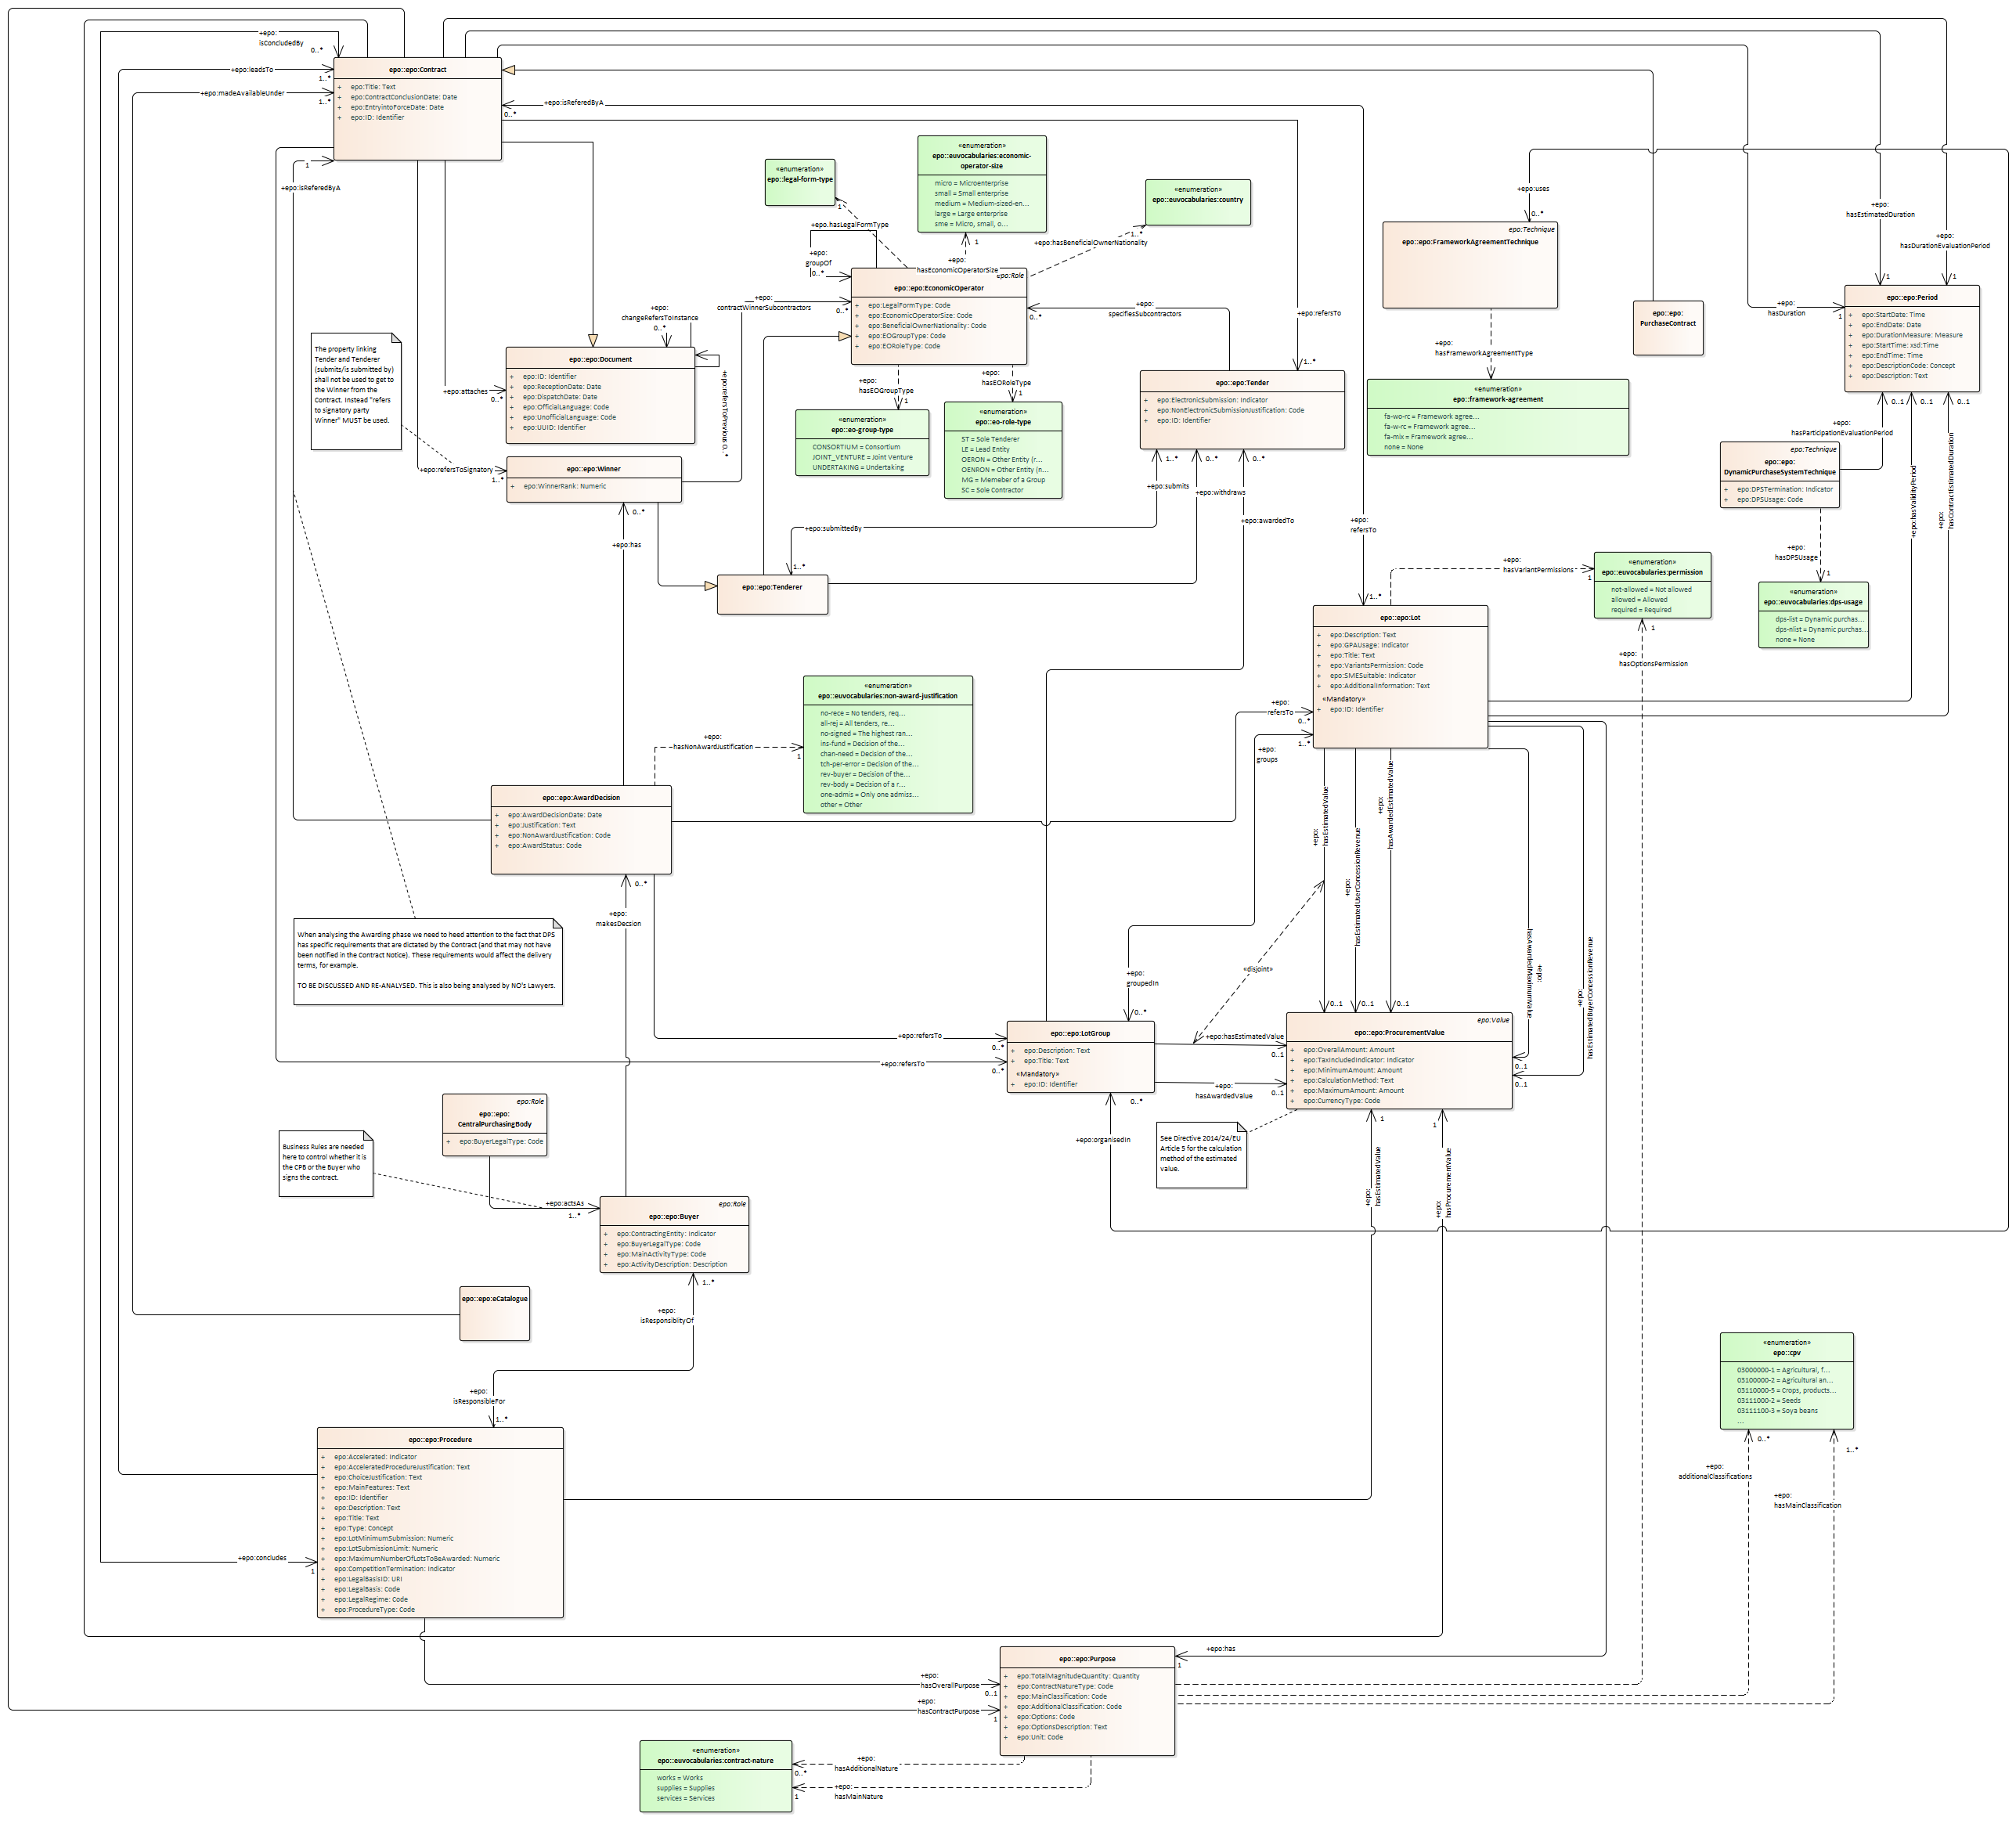 +epo:
isConcludedBy
0..*
+epo:leadsTo
1..*
+epo:madeAvailableUnder
1..*
epo::epo:Contract
+ epo:Title: Text
+ epo:ContractConclusionDate: Date
+ epo:EntryintoForceDate: Date
+ epo:ID: Identifier
+epo:isReferedByA
0..*
1
+epo:isReferedByA
«enumeration»
epo::legal-form-type
1
+epo.hasLegalFormType
«enumeration»
epo::euvocabularies:economic-
operator-size
micro = Microenterprise
small = Small enterprise
medium = Medium-sized-en...
large = Large enterprise
sme = Micro, small, o...
1
+epo:
hasEconomicOperatorSize
«enumeration»
epo::euvocabularies:country
1..*
+epo:hasBeneficialOwnerNationality
+epo:
groupOf
0..*
epo:Role
epo::epo:EconomicOperator
+ epo:LegalFormType: Code
+ epo:EconomicOperatorSize: Code
+ epo:BeneficialOwnerNationality: Code
+ epo:EOGroupType: Code
+ epo:EORoleType: Code
+epo:
contractWinnerSubcontractors
0..*
+epo:
specifiesSubcontractors
0..*
+epo:refersTo
1..*
+epo:uses
0..*
epo:Technique
epo::epo:FrameworkAgreementTechnique
+epo:
hasFrameworkAgreementType
«enumeration»
epo::framework-agreement
fa-wo-rc = Framework agree...
fa-w-rc = Framework agree...
fa-mix = Framework agree...
none = None
epo::epo:
PurchaseContract
+epo:
hasEstimatedDuration
1
+epo:
hasDurationEvaluationPeriod
1
+epo:
hasDuration
1
epo::epo:Period
+ epo:StartDate: Time
+ epo:EndDate: Date
+ epo:DurationMeasure: Measure
+ epo:StartTime: xsd:Time
+ epo:EndTime: Time
+ epo:DescriptionCode: Concept
+ epo:Description: Text
0..1
0..1
0..1
+epo:
hasParticipationEvaluationPeriod
+epo:hasValidityPeriod
+epo:
hasContractEstimatedDuration
epo:Technique
epo::epo:
DynamicPurchaseSystemTechnique
+ epo:DPSTermination: Indicator
+ epo:DPSUsage: Code
+epo:
hasDPSUsage
1
«enumeration»
epo::euvocabularies:dps-usage
dps-list = Dynamic purchas...
dps-nlist = Dynamic purchas...
none = None
The property linking
Tender and Tenderer
(submits/is submitted by)
shall not be used to get to
the Winner from the
Contract. Instead "refers
to signatory party
Winner" MUST be used.
+epo:
changeRefersToInstance
0..*
epo::epo:Document
+ epo:ID: Identifier
+ epo:ReceptionDate: Date
+ epo:DispatchDate: Date
+ epo:OfficialLanguage: Code
+ epo:UnofficialLanguage: Code
+ epo:UUID: Identifier
+epo:refersToPrevious 0..*
+epo:attaches
0..*
+epo:refersToSignatory
1..*
epo::epo:Winner
+ epo:WinnerRank: Numeric
0..*
+epo:has
+epo:
hasEOGroupType
1
«enumeration»
epo::eo-group-type
CONSORTIUM = Consortium
JOINT_VENTURE = Joint Venture
UNDERTAKING = Undertaking
+epo:
hasEORoleType
1
«enumeration»
epo::eo-role-type
ST = Sole Tenderer
LE = Lead Entity
OERON = Other Entity (r...
OENRON = Other Entity (n...
MG = Memeber of a Group
SC = Sole Contractor
epo::epo:Tender
+ epo:ElectronicSubmission: Indicator
+ epo:NonElectronicSubmissionJustification: Code
+ epo:ID: Identifier
1..*
0..*
0..*
+epo:submits
+epo:withdraws
+epo:awardedTo
+epo:submittedBy
1..*
epo::epo:Tenderer
+epo:
refersTo
1..*
+epo:
hasVariantPermissions
1
«enumeration»
epo::euvocabularies:permission
not-allowed = Not allowed
allowed = Allowed
required = Required
1
+epo:
hasOptionsPermission
epo::epo:Lot
+ epo:Description: Text
+ epo:GPAUsage: Indicator
+ epo:Title: Text
+ epo:VariantsPermission: Code
+ epo:SMESuitable: Indicator
+ epo:AdditionalInformation: Text
«Mandatory»
+ epo:ID: Identifier
+epo:
refersTo
0..*
1..*
+epo:
groups
«enumeration»
epo::euvocabularies:non-award-justification
no-rece = No tenders, req...
all-rej = All tenders, re...
no-signed = The highest ran...
ins-fund = Decision of the...
chan-need = Decision of the...
tch-per-error = Decision of the...
rev-buyer = Decision of the...
rev-body = Decision of a r...
one-admis = Only one admiss...
other = Other
+epo:
hasNonAwardJustification
1
epo::epo:AwardDecision
+ epo:AwardDecisionDate: Date
+ epo:Justification: Text
+ epo:NonAwardJustification: Code
+ epo:AwardStatus: Code
0..*
+epo:
makesDecsion
+epo:
hasEstimatedValue
+epo:
hasEstimatedUserConcessionRevenue
+epo:
hasAwardedEstimatedValue
+epo:
hasAwardedMaximumValue
+epo:
hasEstimatedBuyerConcessionRevenue
When analysing the Awarding phase we need to heed attention to the fact that DPS
has specific requirements that are dictated by the Contract (and that may not have
been notified in the Contract Notice). These requirements would affect the delivery
terms, for example.
TO BE DISCUSSED AND RE-ANALYSED. This is also being analysed by NO's Lawyers.
«disjoint»
+epo:
groupedIn
0..*
0..1
0..1
0..1
+epo:refersTo
0..*
+epo:refersTo
0..*
epo::epo:LotGroup
+ epo:Description: Text
+ epo:Title: Text
«Mandatory»
+ epo:ID: Identifier
+epo:hasEstimatedValue
0..1
+epo:
hasAwardedValue
0..1
epo:Value
epo::epo:ProcurementValue
+ epo:OverallAmount: Amount
+ epo:TaxIncludedIndicator: Indicator
+ epo:MinimumAmount: Amount
+ epo:CalculationMethod: Text
+ epo:MaximumAmount: Amount
+ epo:CurrencyType: Code
0..1
0..1
0..*
+epo:organisedIn
See Directive 2014/24/EU
Article 5 for the calculation
method of the estimated
value.
1
1
+epo:
hasEstimatedValue
+epo:
hasProcurementValue
epo:Role
epo::epo:
CentralPurchasingBody
+ epo:BuyerLegalType: Code
Business Rules are needed
here to control whether it is
the CPB or the Buyer who
signs the contract.
+epo:actsAs
1..*
epo:Role
epo::epo:Buyer
+ epo:ContractingEntity: Indicator
+ epo:BuyerLegalType: Code
+ epo:MainActivityType: Code
+ epo:ActivityDescription: Description
1..*
+epo:
isResponsiblityOf
epo::epo:eCatalogue
+epo:
isResponsibleFor
1..*
epo::epo:Procedure
+ epo:Accelerated: Indicator
+ epo:AcceleratedProcedureJustification: Text
+ epo:ChoiceJustification: Text
+ epo:MainFeatures: Text
+ epo:ID: Identifier
+ epo:Description: Text
+ epo:Title: Text
+ epo:Type: Concept
+ epo:LotMinimumSubmission: Numeric
+ epo:LotSubmissionLimit: Numeric
+ epo:MaximumNumberOfLotsToBeAwarded: Numeric
+ epo:CompetitionTermination: Indicator
+ epo:LegalBasisID: URI
+ epo:LegalBasis: Code
+ epo:LegalRegime: Code
+ epo:ProcedureType: Code
+epo:concludes
1
«enumeration»
epo::cpv
03000000-1 = Agricultural, f...
03100000-2 = Agricultural an...
03110000-5 = Crops, products...
03111000-2 = Seeds
03111100-3 = Soya beans
...
0..*
1..*
+epo:
additionalClassifications
+epo:
hasMainClassification
+epo:has
1
epo::epo:Purpose
+ epo:TotalMagnitudeQuantity: Quantity
+ epo:ContractNatureType: Code
+ epo:MainClassification: Code
+ epo:AdditionalClassification: Code
+ epo:Options: Code
+ epo:OptionsDescription: Text
+ epo:Unit: Code
+epo:
hasOverallPurpose
0..1
+epo:
hasContractPurpose
1
«enumeration»
epo::euvocabularies:contract-nature
works = Works
supplies = Supplies
services = Services
+epo:
hasAdditionalNature
0..*
+epo:
hasMainNature
1